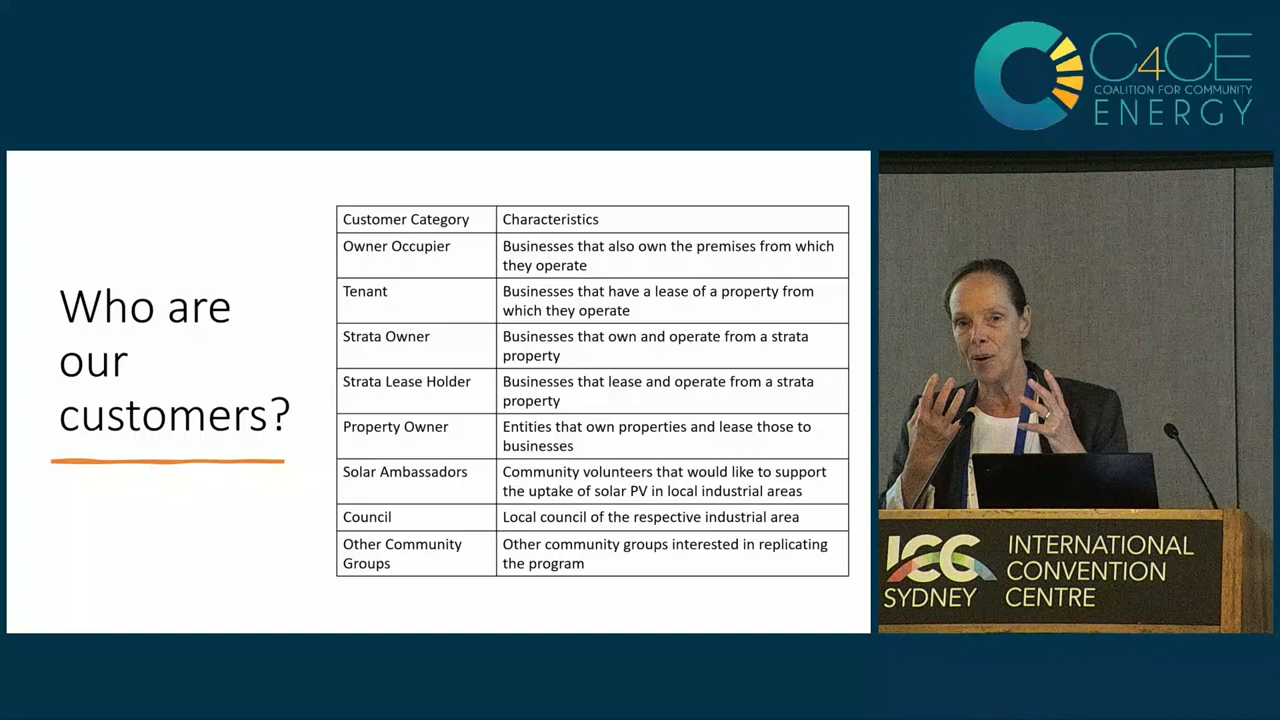 C4CE
COALITION FOR COMMUNITY
ENERGY
Who are
our
customers?
Customer Category
Characteristics
Owner Occupier
Businesses that also own the premises from which
they operate
Tenant
Businesses that have a lease of a property from
which they operate
Strata Owner
Businesses that own and operate from a strata
property
Strata Lease Holder
Businesses that lease and operate from a strata
property
Property Owner
Entities that own properties and lease those to
businesses
Solar Ambassadors
Community volunteers that would like to support
the uptake of solar PV in local industrial areas
Council
Local council of the respective industrial area
Other Community
Groups
Other community groups interested in replicating
the program
ICC
SYDNEY
INTERNATIONAL
CONVENTION
CENTRE